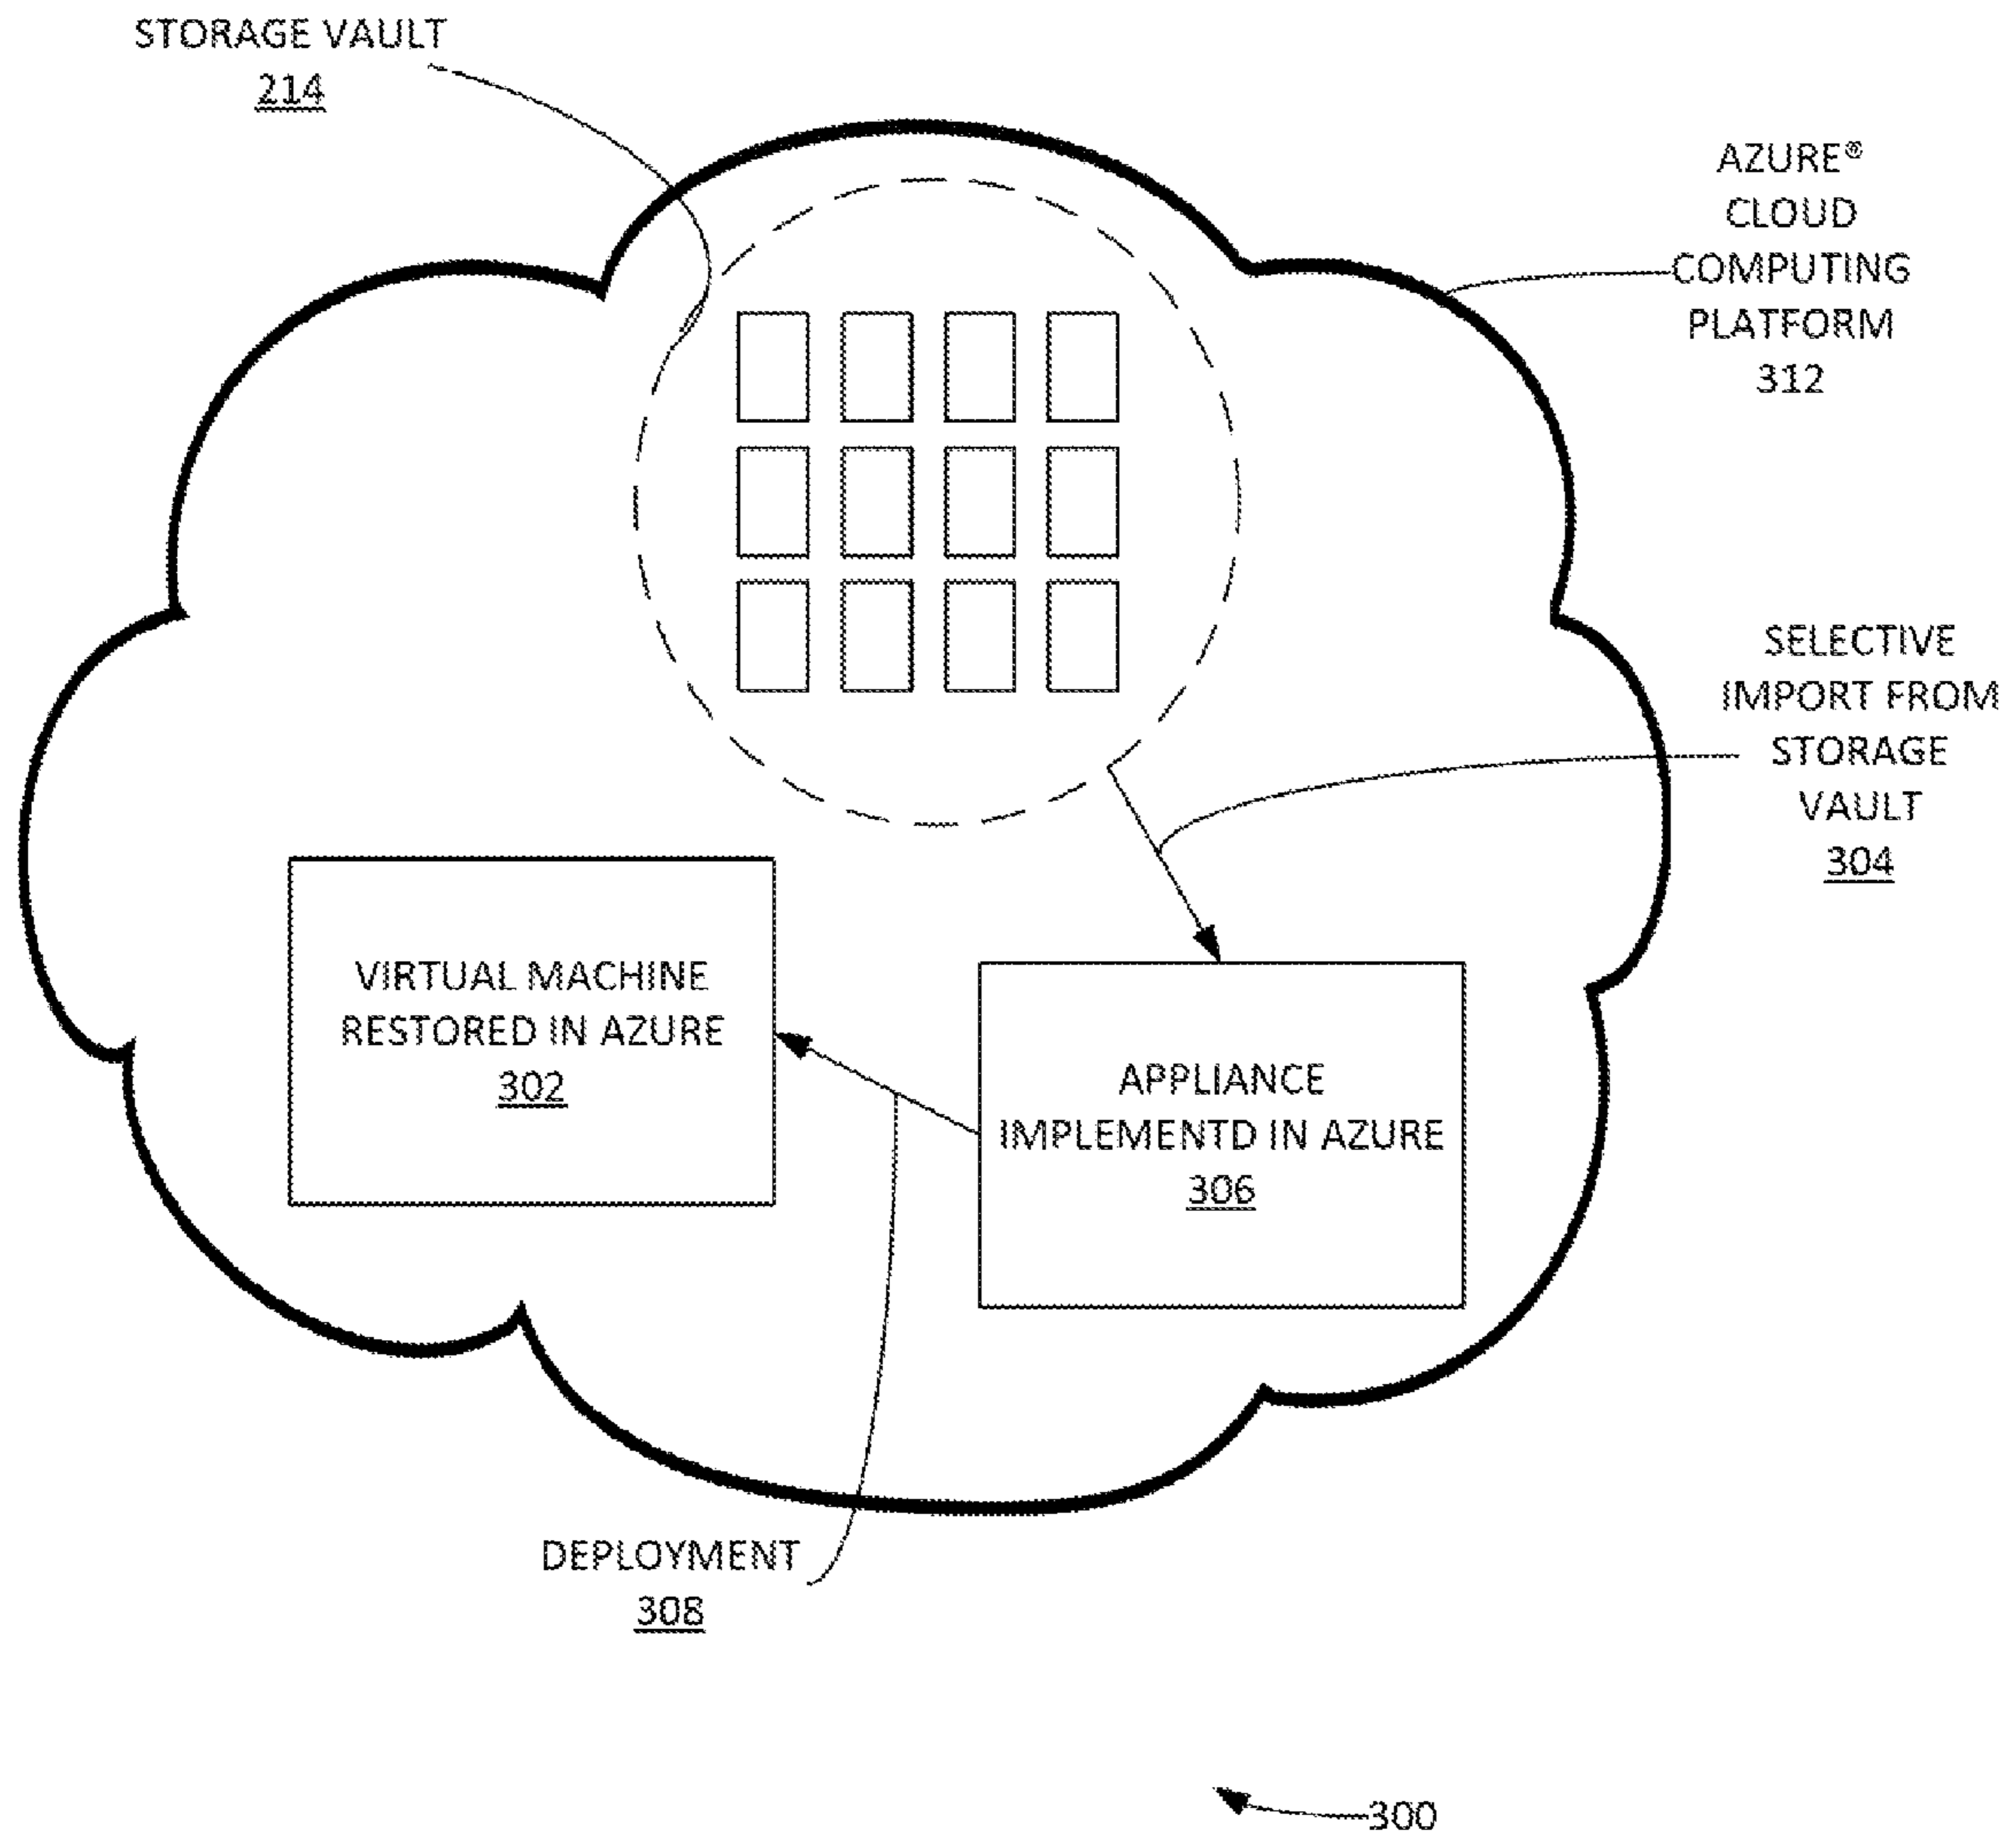 STORAGE VAULT
214
AZURE®
CLOUD
COMPUTING
PLATFORM
312
SELECTIVE
IMPORT FROM
STORAGE
VAULT
304
VIRTUAL MACHINE
RESTORED IN AZURE
302
APPLIANCE
IMPLEMENTD IN AZURE
306
DEPLOYMENT
308
300